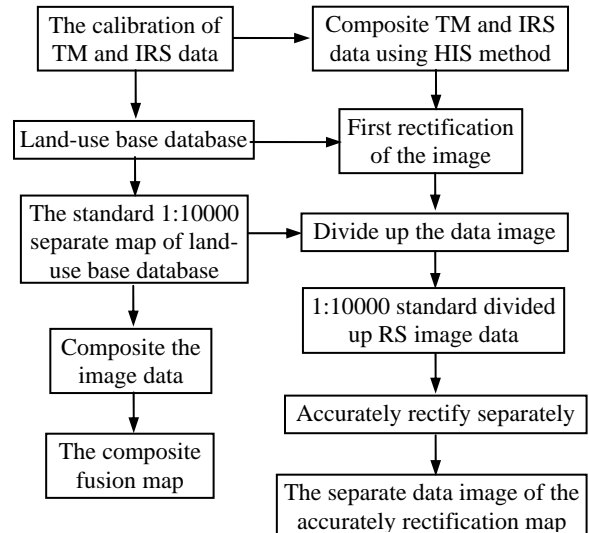 The calibration of
TM and IRS data
Composite TM and IRS
data using HIS method
Land-use base database
First rectification
of the image
The standard 1:10000
separate map of land-
use base database
Divide up the data image
1:10000 standard divided
up RS image data
Composite the
image data
Accurately rectify separately
The composite
fusion map
The separate data image of the
accurately rectification map